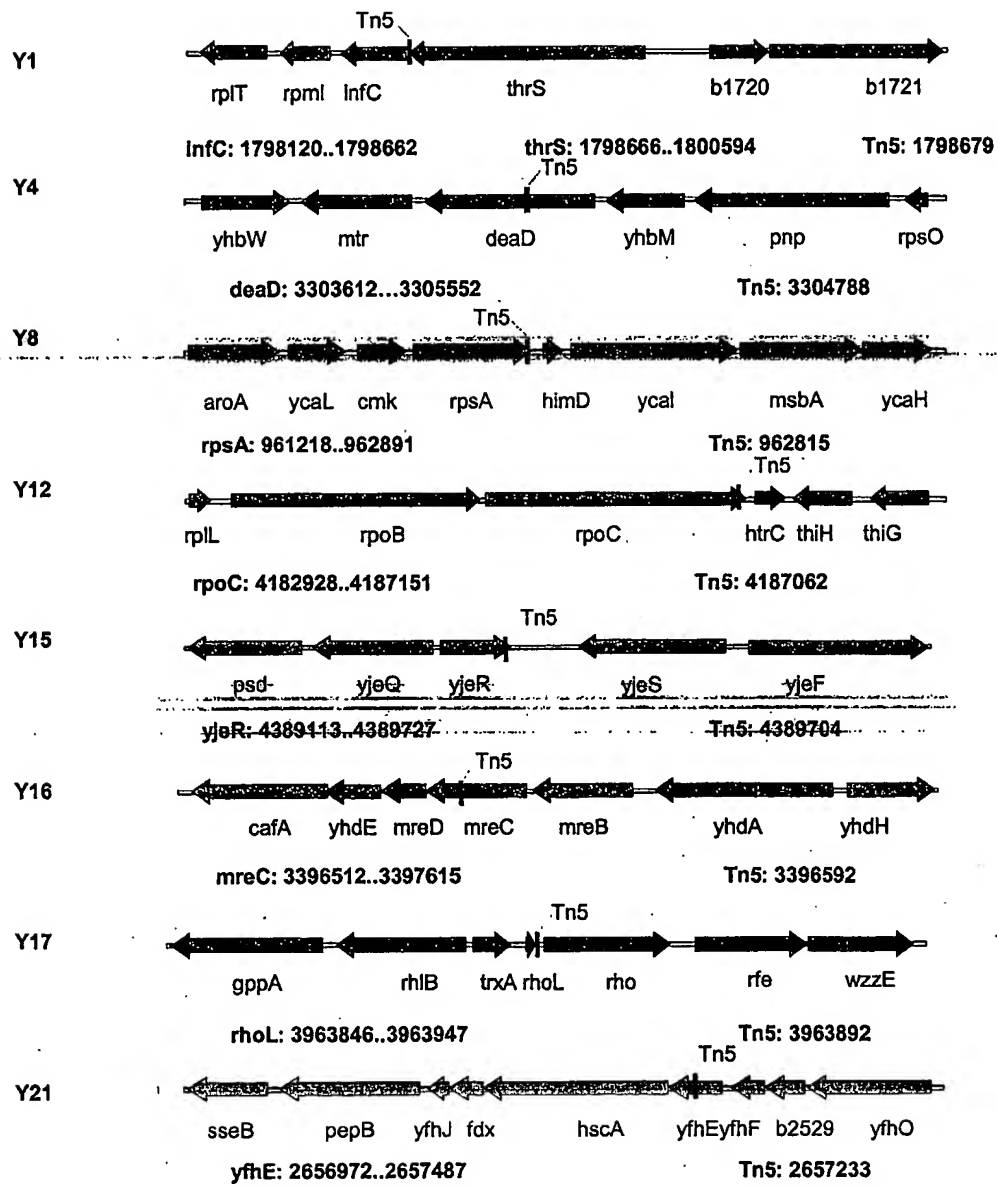 Tn5
Y1
rplT rpmI infC thrS b1720 b1721
infC: 1798120..1798662 thrS: 1798666..1800594 Tn5: 1798679
Tn5
Y4
yhbW mtr deaD yhbM pnp rpsO
deaD: 3303612...3305552 Tn5: 3304788
Tn5
Y8
aroA ycaL cmk rpsA himD ycaI msbA ycaH
rpsA: 961218..962891 Tn5: 962815
Tn5
Y12
rplL rpoB rpoC htrC thiH thiG
rpoC: 4182928..4187151 Tn5: 4187062
Tn5
Y15
psd yjeQ yjeR yjeS yjeF
yjeR: 4389113..4389727 Tn5: 4389704
Tn5
Y16
cafA yhdE mreD mreC mreB yhdA yhdH
mreC: 3396512..3397615 Tn5: 3396592
Tn5
Y17
gppA rhlB trxA rhoL rho rfe wzzE
rhoL: 3963846..3963947 Tn5: 3963892
Tn5
Y21
sseB pepB yfhJ fdx hscA yfhE yfhF b2529 yfhO
yfhE: 2656972..2657487 Tn5: 2657233